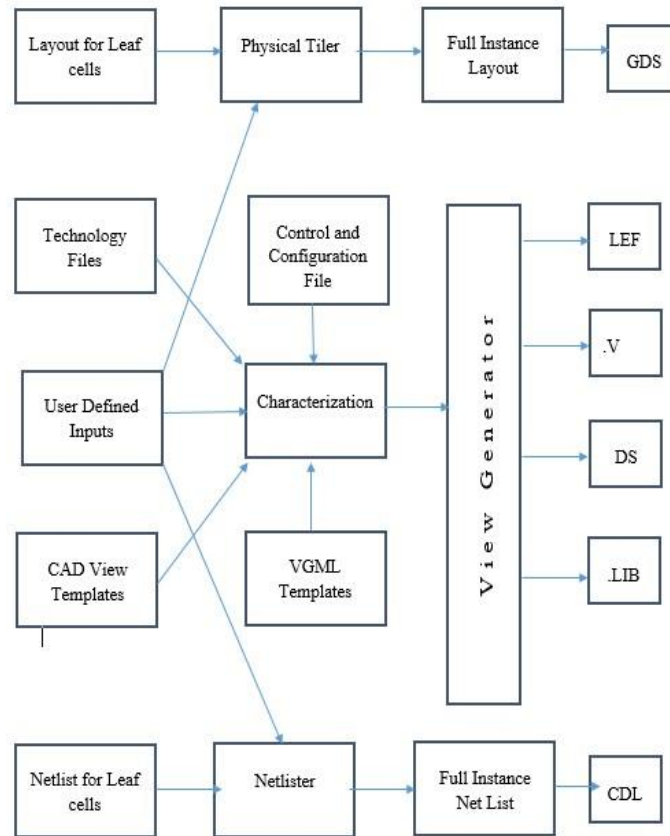 Layout for Leaf
cells
Physical Tiler
Full Instance
Layout
GDS
Technology
Files
Control and
Configuration
File
LEF
.V
User Defined
Inputs
Characterization
View Generator
DS
CAD View
Templates
VGML
Templates
.LIB
Netlist for Leaf
cells
Netlister
Full Instance
Net List
CDL